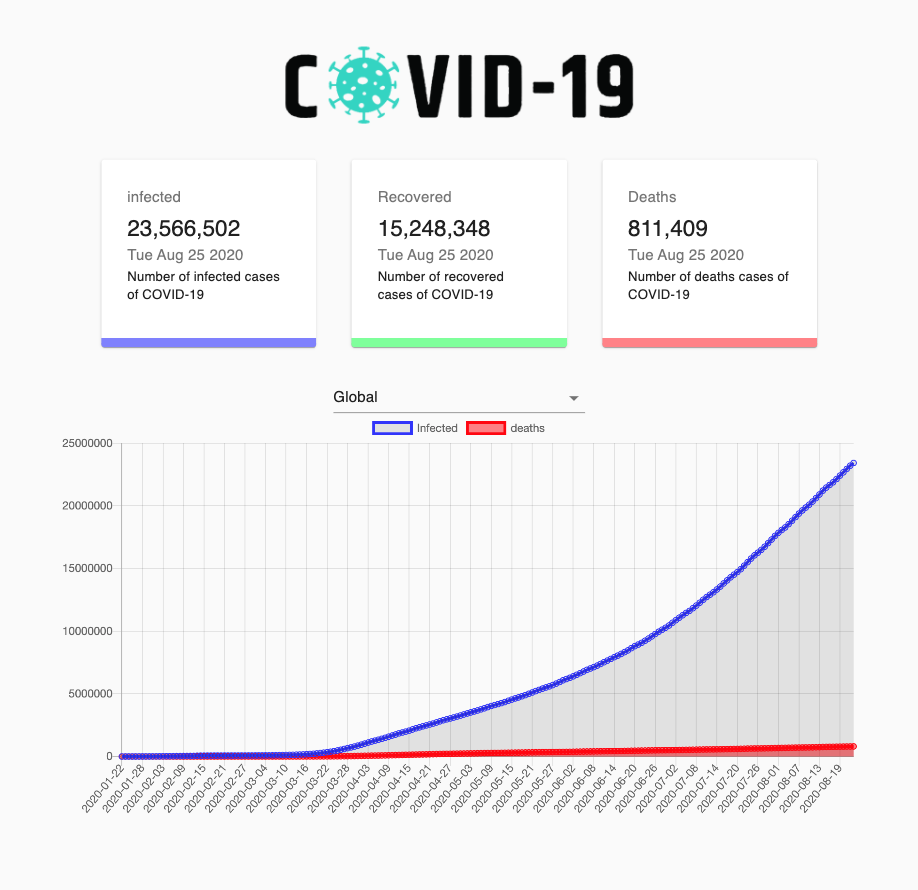 COVID-19
infected
23,566,502
Tue Aug 25 2020
Number of infected cases
of COVID-19
Recovered
15,248,348
Tue Aug 25 2020
Number of recovered
cases of COVID-19
Deaths
811,409
Tue Aug 25 2020
Number of deaths cases of
COVID-19
Global
Infected
deaths
25000000
20000000
15000000
10000000
5000000
0
2020-01-22
2020-01-28
2020-02-03
2020-02-09
2020-02-15
2020-02-21
2020-02-27
2020-03-04
2020-03-10
2020-03-16
2020-03-22
2020-03-28
2020-04-03
2020-04-09
2020-04-15
2020-04-21
2020-04-27
2020-05-03
2020-05-09
2020-05-15
2020-05-21
2020-05-27
2020-06-02
2020-06-08
2020-06-14
2020-06-20
2020-06-26
2020-07-02
2020-07-08
2020-07-14
2020-07-20
2020-07-26
2020-08-01
2020-08-07
2020-08-13
2020-08-19